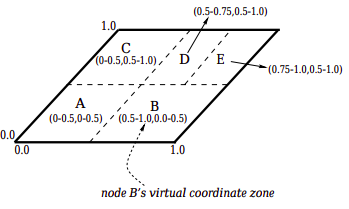 (0.5-0.75,0.5-1.0)
1.0
C
(0-0.5,0.5-1.0)
D
E
(0.75-1.0,0.5-1.0)
A
B
(0-0.5,0-0.5)
(0.5-1.0,0.0-0.5)
0.0
0.0
1.0
node B's virtual coordinate zone